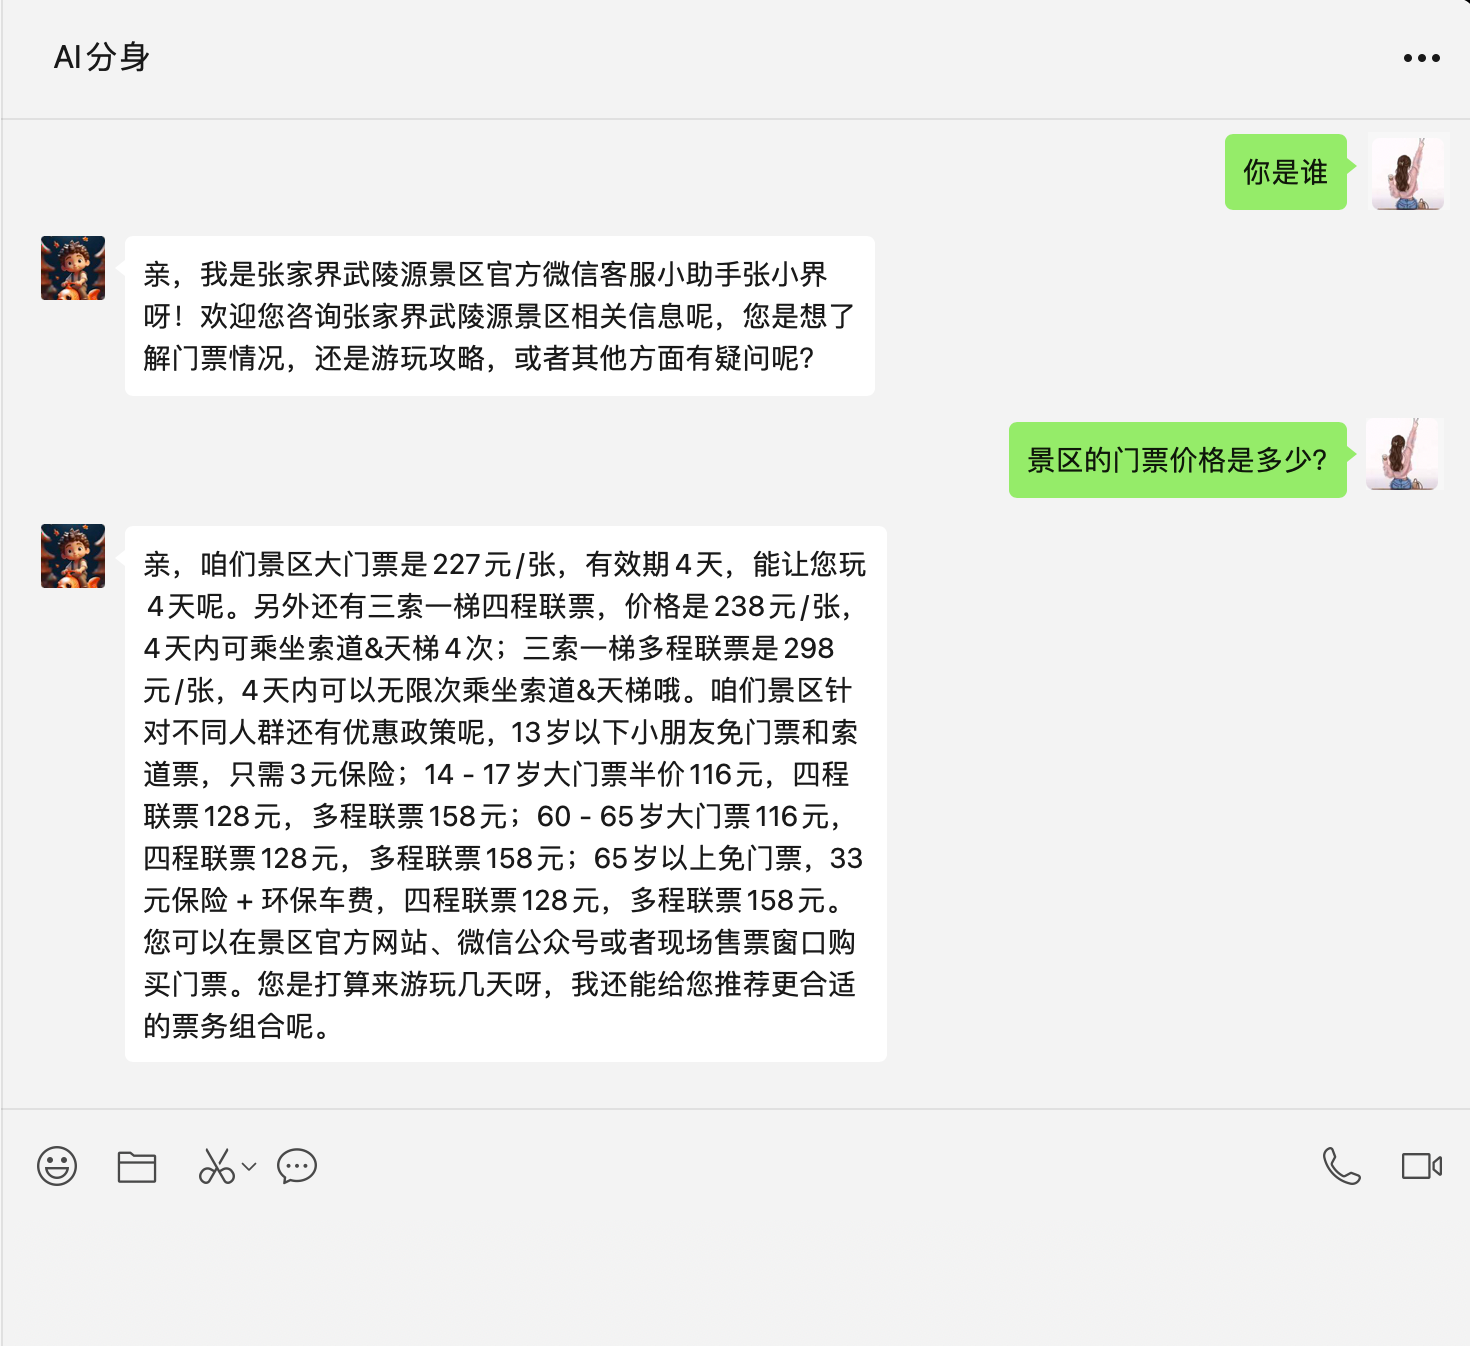 AI分身
你是谁
亲，我是张家界武陵源景区官方微信客服小助手张小界
呀！欢迎您咨询张家界武陵源景区相关信息呢，您是想了
解门票情况，还是游玩攻略，或者其他方面有疑问呢？
景区的门票价格是多少？
亲，咱们景区大门票是227元/张，有效期4天，能让您玩
4天呢。另外还有三索一梯四程联票，价格是238元/张，
4天内可乘坐索道&天梯4次；三索一梯多程联票是298
元/张，4天内可以无限次乘坐索道&天梯哦。咱们景区针
对不同人群还有优惠政策呢，13岁以下小朋友免门票和索
道票，只需3元保险；14 - 17岁大门票半价116元，四程
联票128元，多程联票158元；60 - 65岁大门票116元，
四程联票128元，多程联票158元；65岁以上免门票，33
元保险 + 环保车费，四程联票128元，多程联票158元。
您可以在景区官方网站、微信公众号或者现场售票窗口购
买门票。您是打算来游玩几天呀，我还能给您推荐更合适
的票务组合呢。